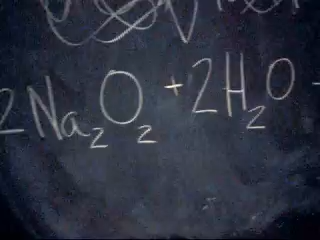 2Na₂O₂ + 2H₂O -